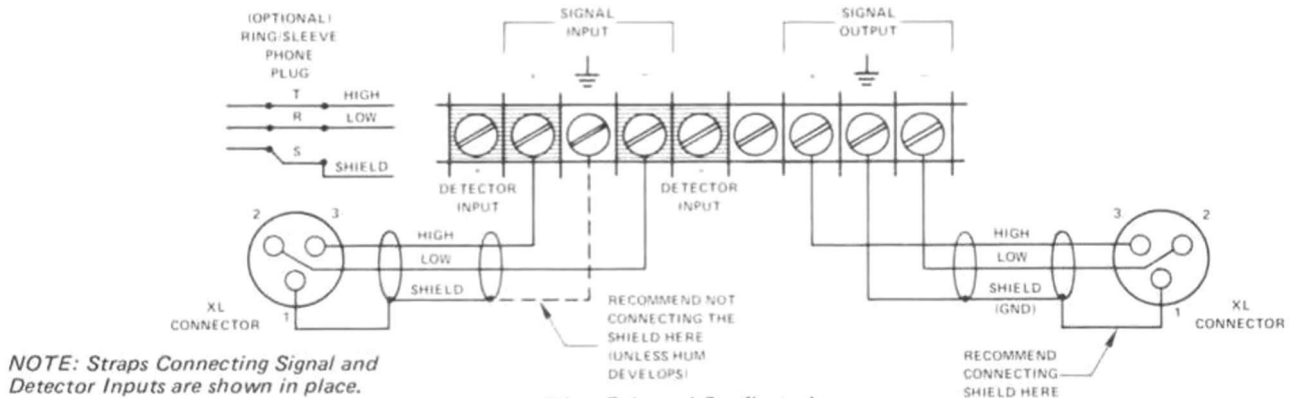 (OPTIONAL)
RING/SLEEVE
PHONE
PLUG
T HIGH
R LOW
S
SHIELD
SIGNAL
INPUT
SIGNAL
OUTPUT
DETECTOR
INPUT
DETECTOR
INPUT
2 3
HIGH
LOW
SHIELD
1
XL
CONNECTOR
RECOMMEND NOT
CONNECTING THE
SHIELD HERE
(UNLESS HUM
DEVELOPS)
3 2
HIGH
LOW
SHIELD
(GND)
1
XL
CONNECTOR
RECOMMEND
CONNECTING
SHIELD HERE
NOTE: Straps Connecting Signal and
Detector Inputs are shown in place.